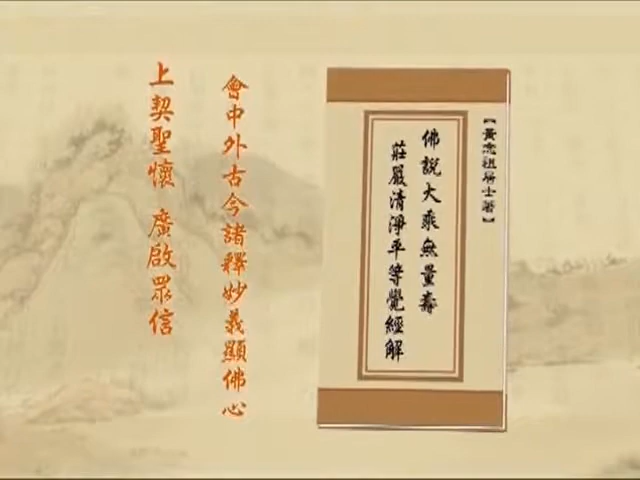 【黃念祖居士著】
佛說大乘無量壽
莊嚴清淨平等覺經解
會中外古今諸釋妙義顯佛心
上契聖懷 廣啟眾信